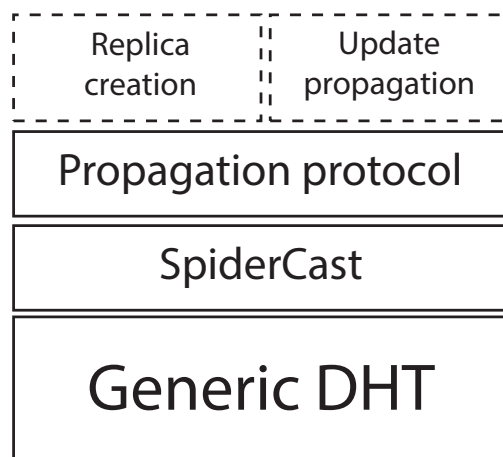 Replica
creation
Update
propagation
Propagation protocol
SpiderCast
Generic DHT